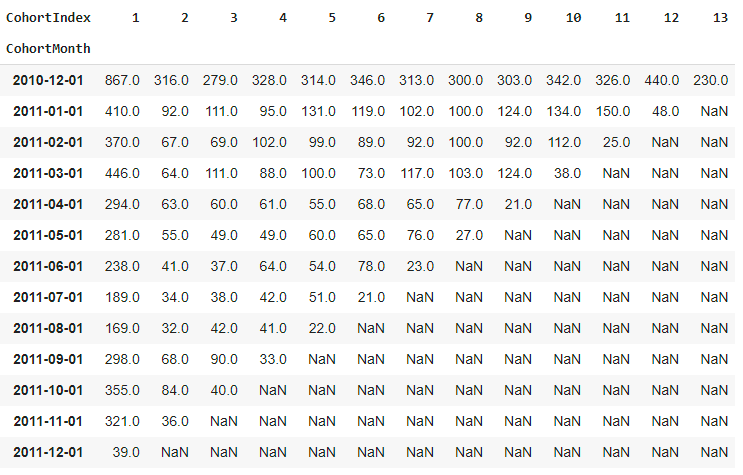 CohortIndex 1 2 3 4 5 6 7 8 9 10 11 12 13
CohortMonth
2010-12-01 867.0 316.0 279.0 328.0 314.0 346.0 313.0 300.0 303.0 342.0 326.0 440.0 230.0
2011-01-01 410.0 92.0 111.0 95.0 131.0 119.0 102.0 100.0 124.0 134.0 150.0 48.0 NaN
2011-02-01 370.0 67.0 69.0 102.0 99.0 89.0 92.0 100.0 92.0 112.0 25.0 NaN NaN
2011-03-01 446.0 64.0 111.0 88.0 100.0 73.0 117.0 103.0 124.0 38.0 NaN NaN NaN
2011-04-01 294.0 63.0 60.0 61.0 55.0 68.0 65.0 77.0 21.0 NaN NaN NaN NaN
2011-05-01 281.0 55.0 49.0 49.0 60.0 65.0 76.0 27.0 NaN NaN NaN NaN NaN
2011-06-01 238.0 41.0 37.0 64.0 54.0 78.0 23.0 NaN NaN NaN NaN NaN NaN
2011-07-01 189.0 34.0 38.0 42.0 51.0 21.0 NaN NaN NaN NaN NaN NaN NaN
2011-08-01 169.0 32.0 42.0 41.0 22.0 NaN NaN NaN NaN NaN NaN NaN NaN
2011-09-01 298.0 68.0 90.0 33.0 NaN NaN NaN NaN NaN NaN NaN NaN NaN
2011-10-01 355.0 84.0 40.0 NaN NaN NaN NaN NaN NaN NaN NaN NaN NaN
2011-11-01 321.0 36.0 NaN NaN NaN NaN NaN NaN NaN NaN NaN NaN NaN
2011-12-01 39.0 NaN NaN NaN NaN NaN NaN NaN NaN NaN NaN NaN NaN